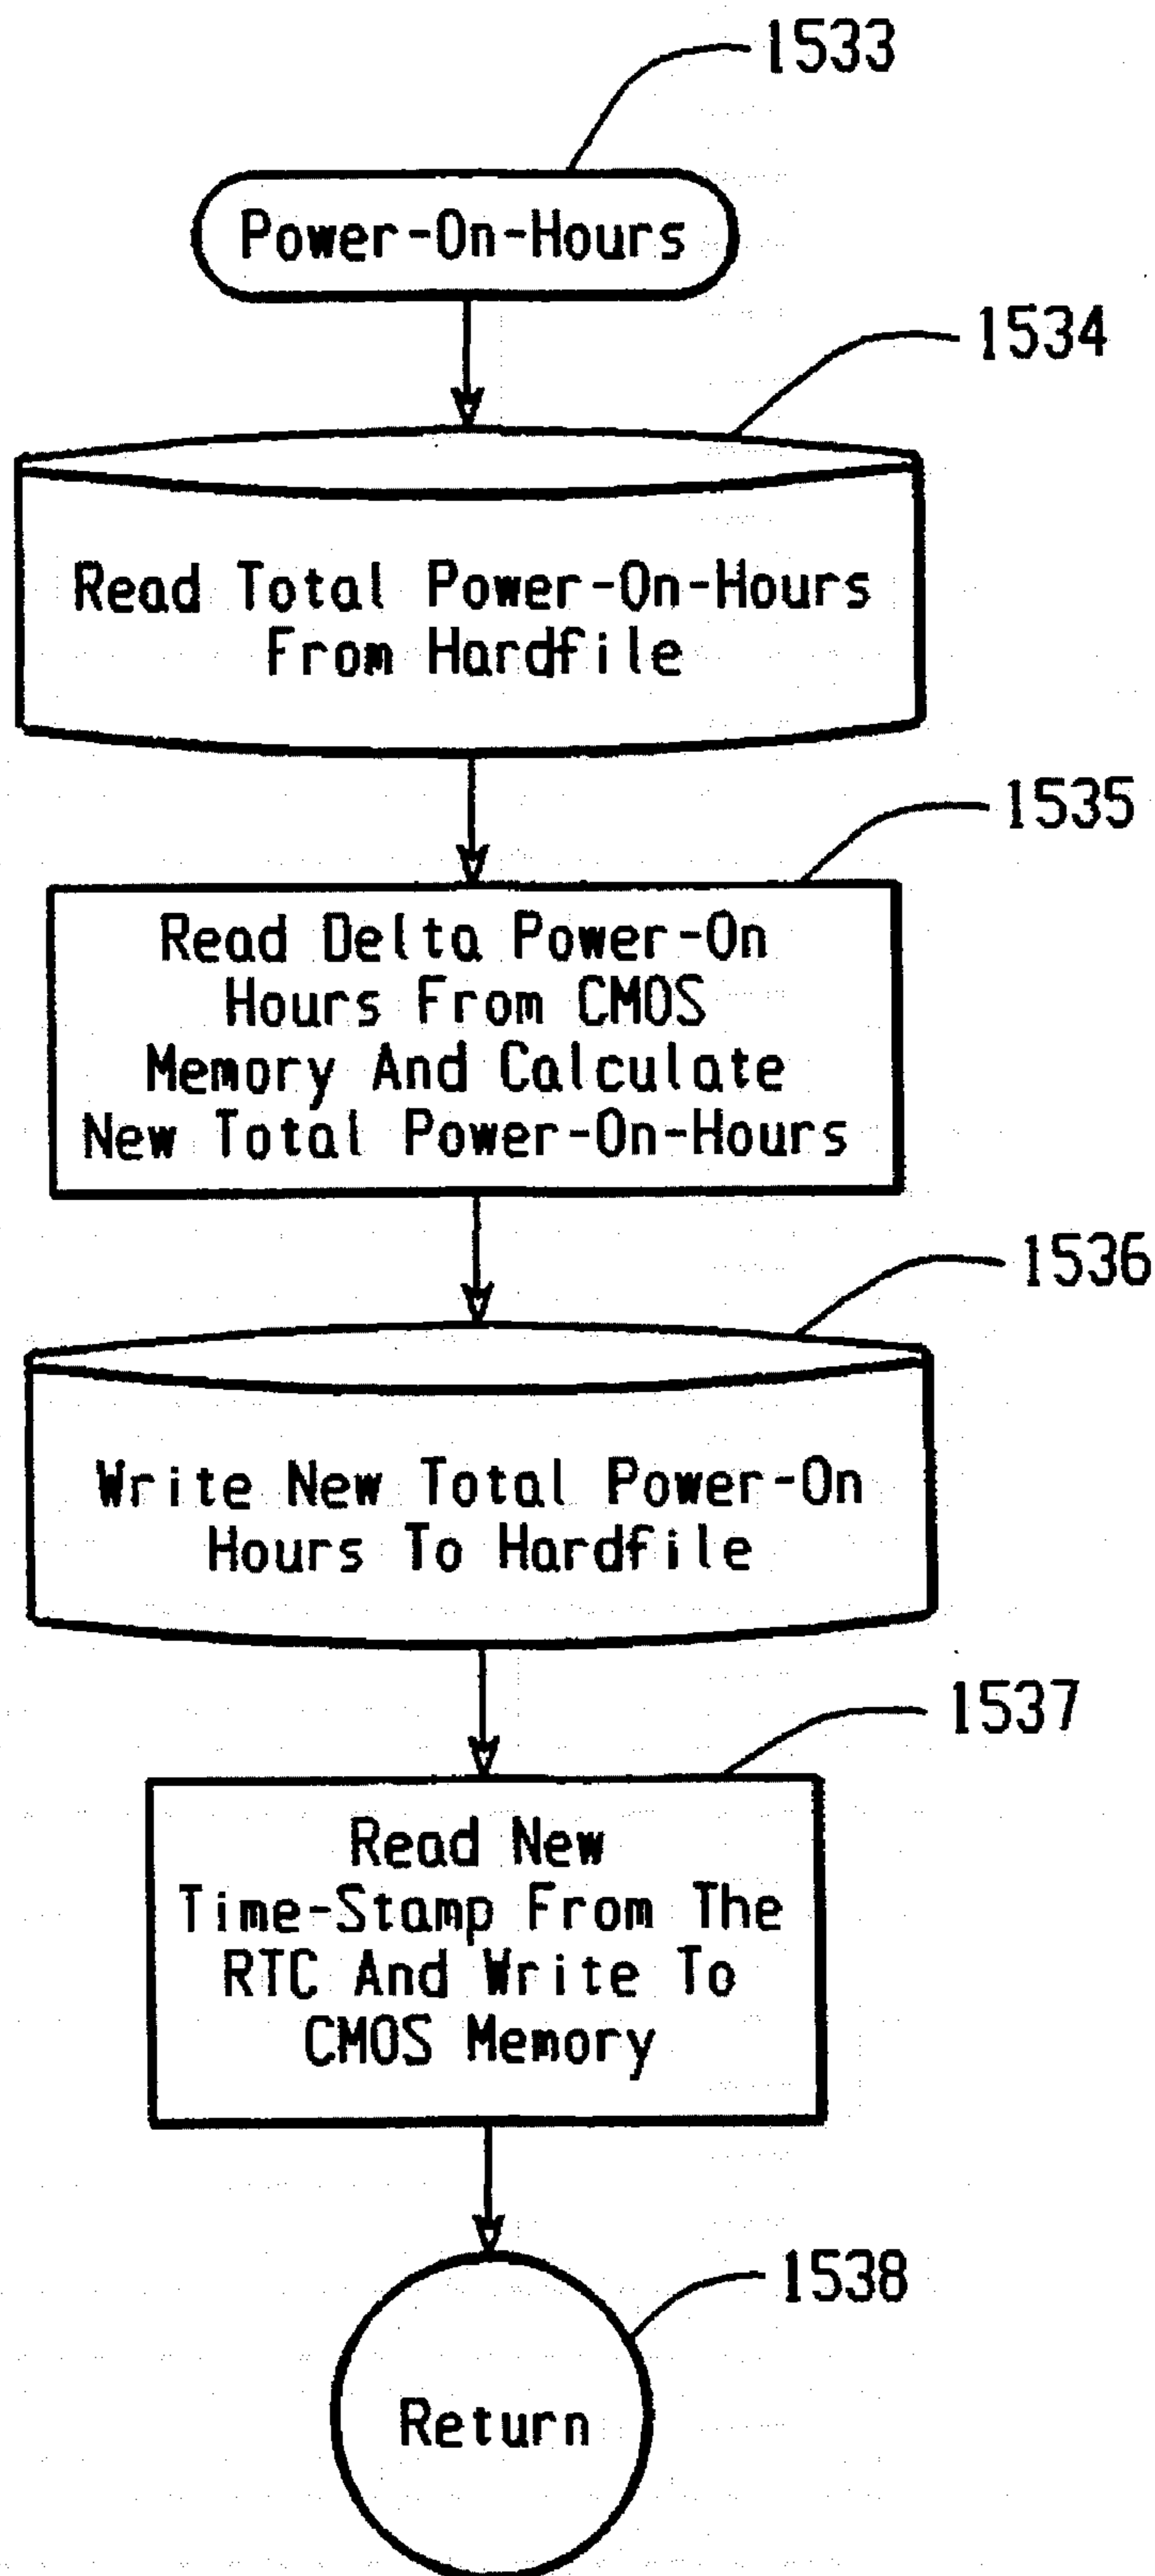 1533
Power-On-Hours
1534
Read Total Power-On-Hours
From Hardfile
1535
Read Delta Power-On
Hours From CMOS
Memory And Calculate
New Total Power-On-Hours
1536
Write New Total Power-On
Hours To Hardfile
1537
Read New
Time-Stamp From The
RTC And Write To
CMOS Memory
1538
Return